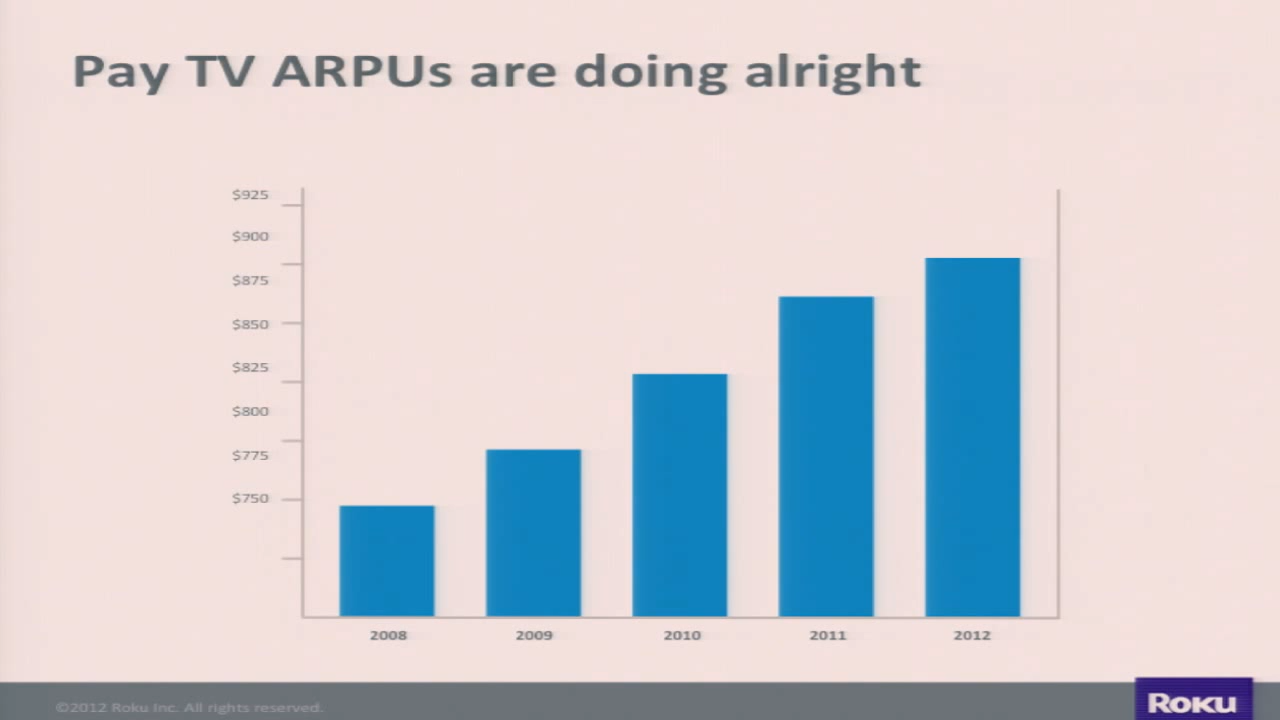 Pay TV ARPUs are doing alright
$925
$900
$875
$850
$825
$800
$775
$750
2008 2009 2010 2011 2012
©2012 Roku Inc. All rights reserved.
ROKU